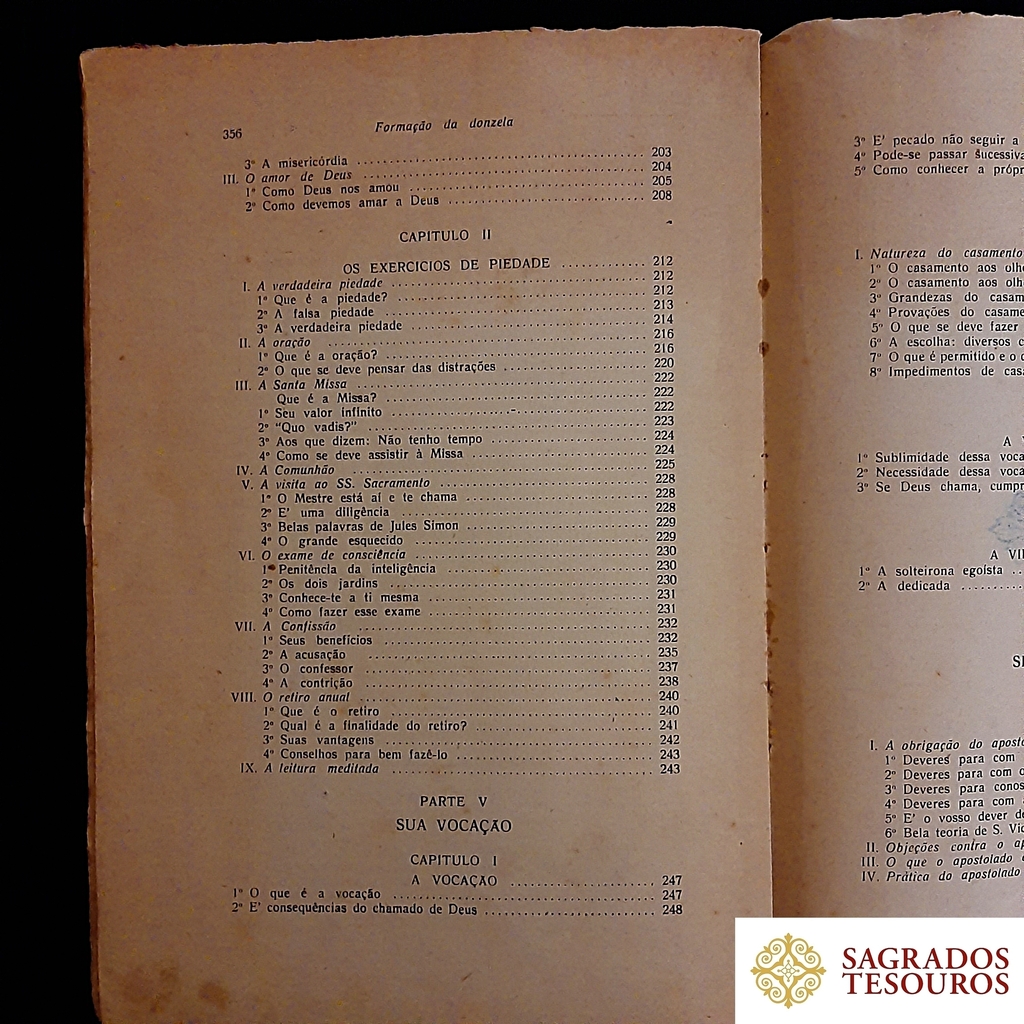 356
Formação da donzela
3º A misericórdia ........ 203
III. O amor de Deus ........ 204
1º Como Deus nos amou ........ 205
2º Como devemos amar a Deus ........ 208
CAPITULO II
OS EXERCICIOS DE PIEDADE ........ 212
I. A verdadeira piedade ........ 212
1º Que é a piedade? ........ 212
2º A falsa piedade ........ 213
3º A verdadeira piedade ........ 214
II. A oração ........ 216
1º Que é a oração? ........ 216
2º O que se deve pensar das distrações ........ 220
III. A Santa Missa ........ 222
Que é a Missa? ........ 222
1º Seu valor infinito ........ 222
2º "Quo vadis?" ........ 223
3º Aos que dizem: Não tenho tempo ........ 224
4º Como se deve assistir à Missa ........ 224
IV. A Comunhão ........ 225
V. A visita ao SS. Sacramento ........ 228
1º O Mestre está aí e te chama ........ 228
2º E' uma diligência ........ 228
3º Belas palavras de Jules Simon ........ 229
4º O grande esquecido ........ 229
VI. O exame de consciência ........ 230
1º Penitência da inteligência ........ 230
2º Os dois jardins ........ 230
3º Conhece-te a ti mesma ........ 231
4º Como fazer esse exame ........ 231
VII. A Confissão ........ 232
1º Seus benefícios ........ 232
2º A acusação ........ 235
3º O confessor ........ 237
4º A contrição ........ 238
VIII. O retiro anual ........ 240
1º Que é o retiro ........ 240
2º Qual é a finalidade do retiro? ........ 241
3º Suas vantagens ........ 242
4º Conselhos para bem fazê-lo ........ 243
IX. A leitura meditada ........ 243
PARTE V
SUA VOCAÇÃO
CAPITULO I
A VOCAÇÃO ........ 247
1º O que é a vocação ........ 247
2º E' consequências do chamado de Deus ........ 248
3º E' pecado não seguir a
4º Pode-se passar sucessiva
5º Como conhecer a própr
I. Natureza do casamento
1º O casamento aos olh
2º O casamento aos olh
3º Grandezas do casam
4º Provações do casame
5º O que se deve fazer
6º A escolha: diversos c
7º O que é permitido e o
8º Impedimentos de cas
A
1º Sublimidade dessa voca
2º Necessidade dessa voca
3º Se Deus chama, cumpr
A VI
1º A solteirona egoísta ...
2º A dedicada ........
I. A obrigação do aposto
1º Deveres para com
2º Deveres para com o
3º Deveres para conos
4º Deveres para com
5º E' o vosso dever de
6º Bela teoria de S. Vi
II. Objeções contra o ap
III. O que o apostolado
IV. Prática do apostolado
SAGRADOS
TESOUROS